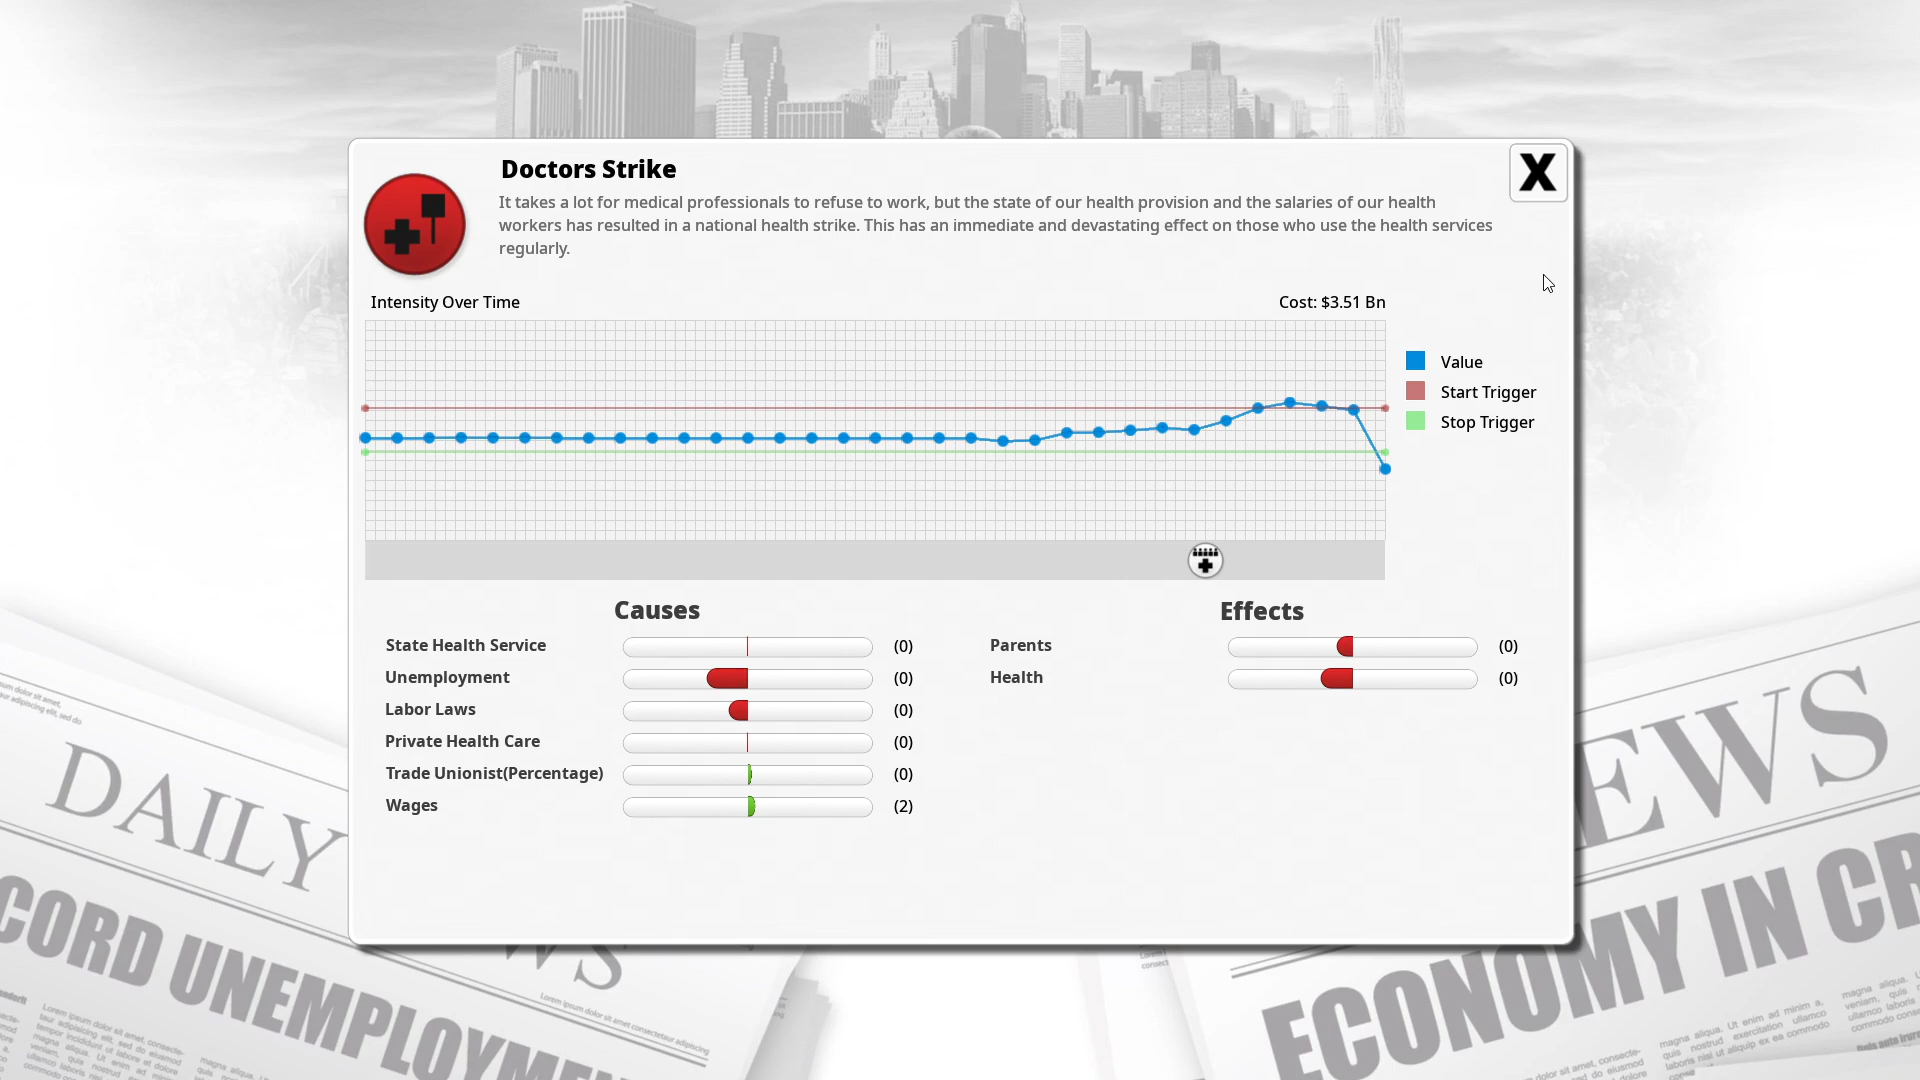 Doctors Strike
X
It takes a lot for medical professionals to refuse to work, but the state of our health provision and the salaries of our health
workers has resulted in a national health strike. This has an immediate and devastating effect on those who use the health services
regularly.
Intensity Over Time
Cost: $3.51 Bn
Value
Start Trigger
Stop Trigger
Causes
State Health Service (0)
Unemployment (0)
Labor Laws (0)
Private Health Care (0)
Trade Unionist(Percentage) (0)
Wages (2)
Effects
Parents (0)
Health (0)
DAILY
WS
CORD UNEMPLOYME
EWS
ECONOMY IN CR